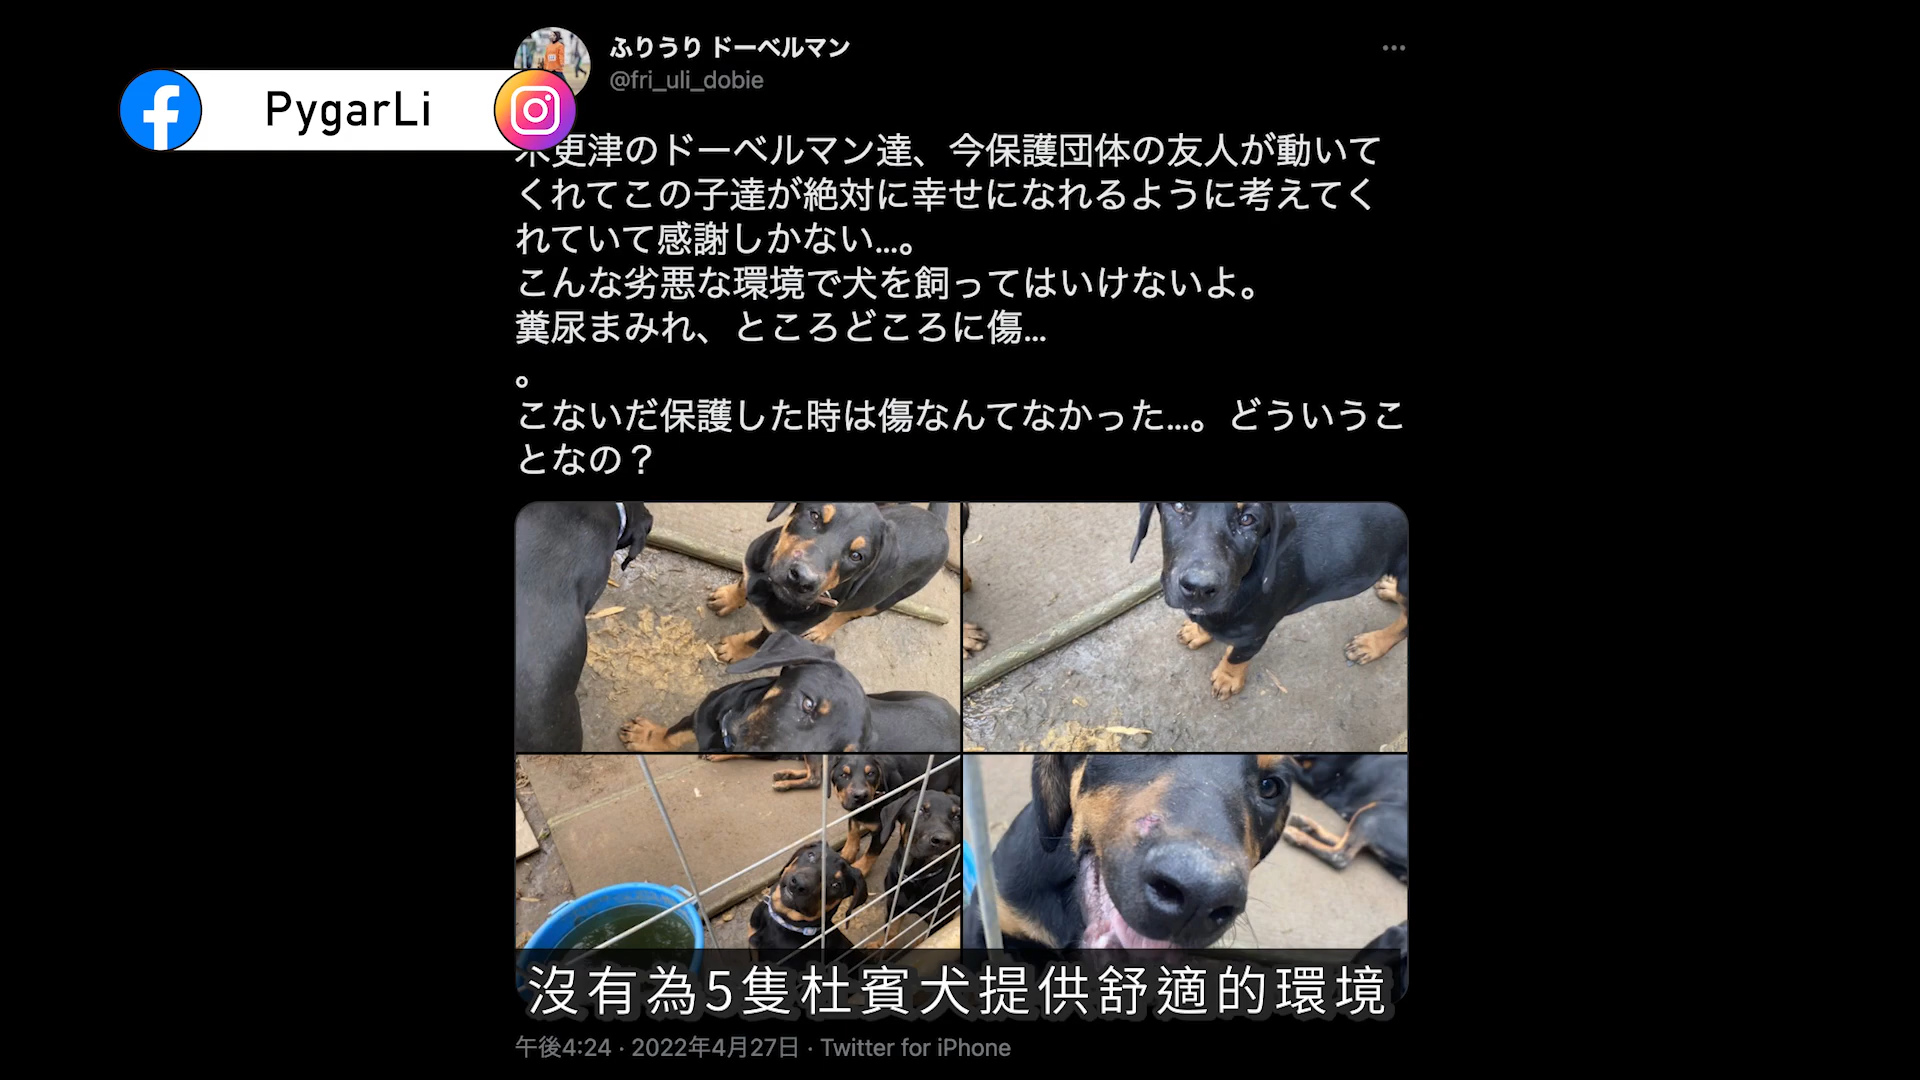 ふりうり ドーベルマン
@fri_uli_dobie
PygarLi
木更津のドーベルマン達、今保護団体の友人が動いて
くれてこの子達が絶対に幸せになれるように考えてく
れていて感謝しかない…。
こんな劣悪な環境で犬を飼ってはいけないよ。
糞尿まみれ、ところどころに傷…
。
こないだ保護した時は傷なんてなかった…。どういうこ
となの？
沒有為5隻杜賓犬提供舒適的環境
午後4:24 · 2022年4月27日 · Twitter for iPhone